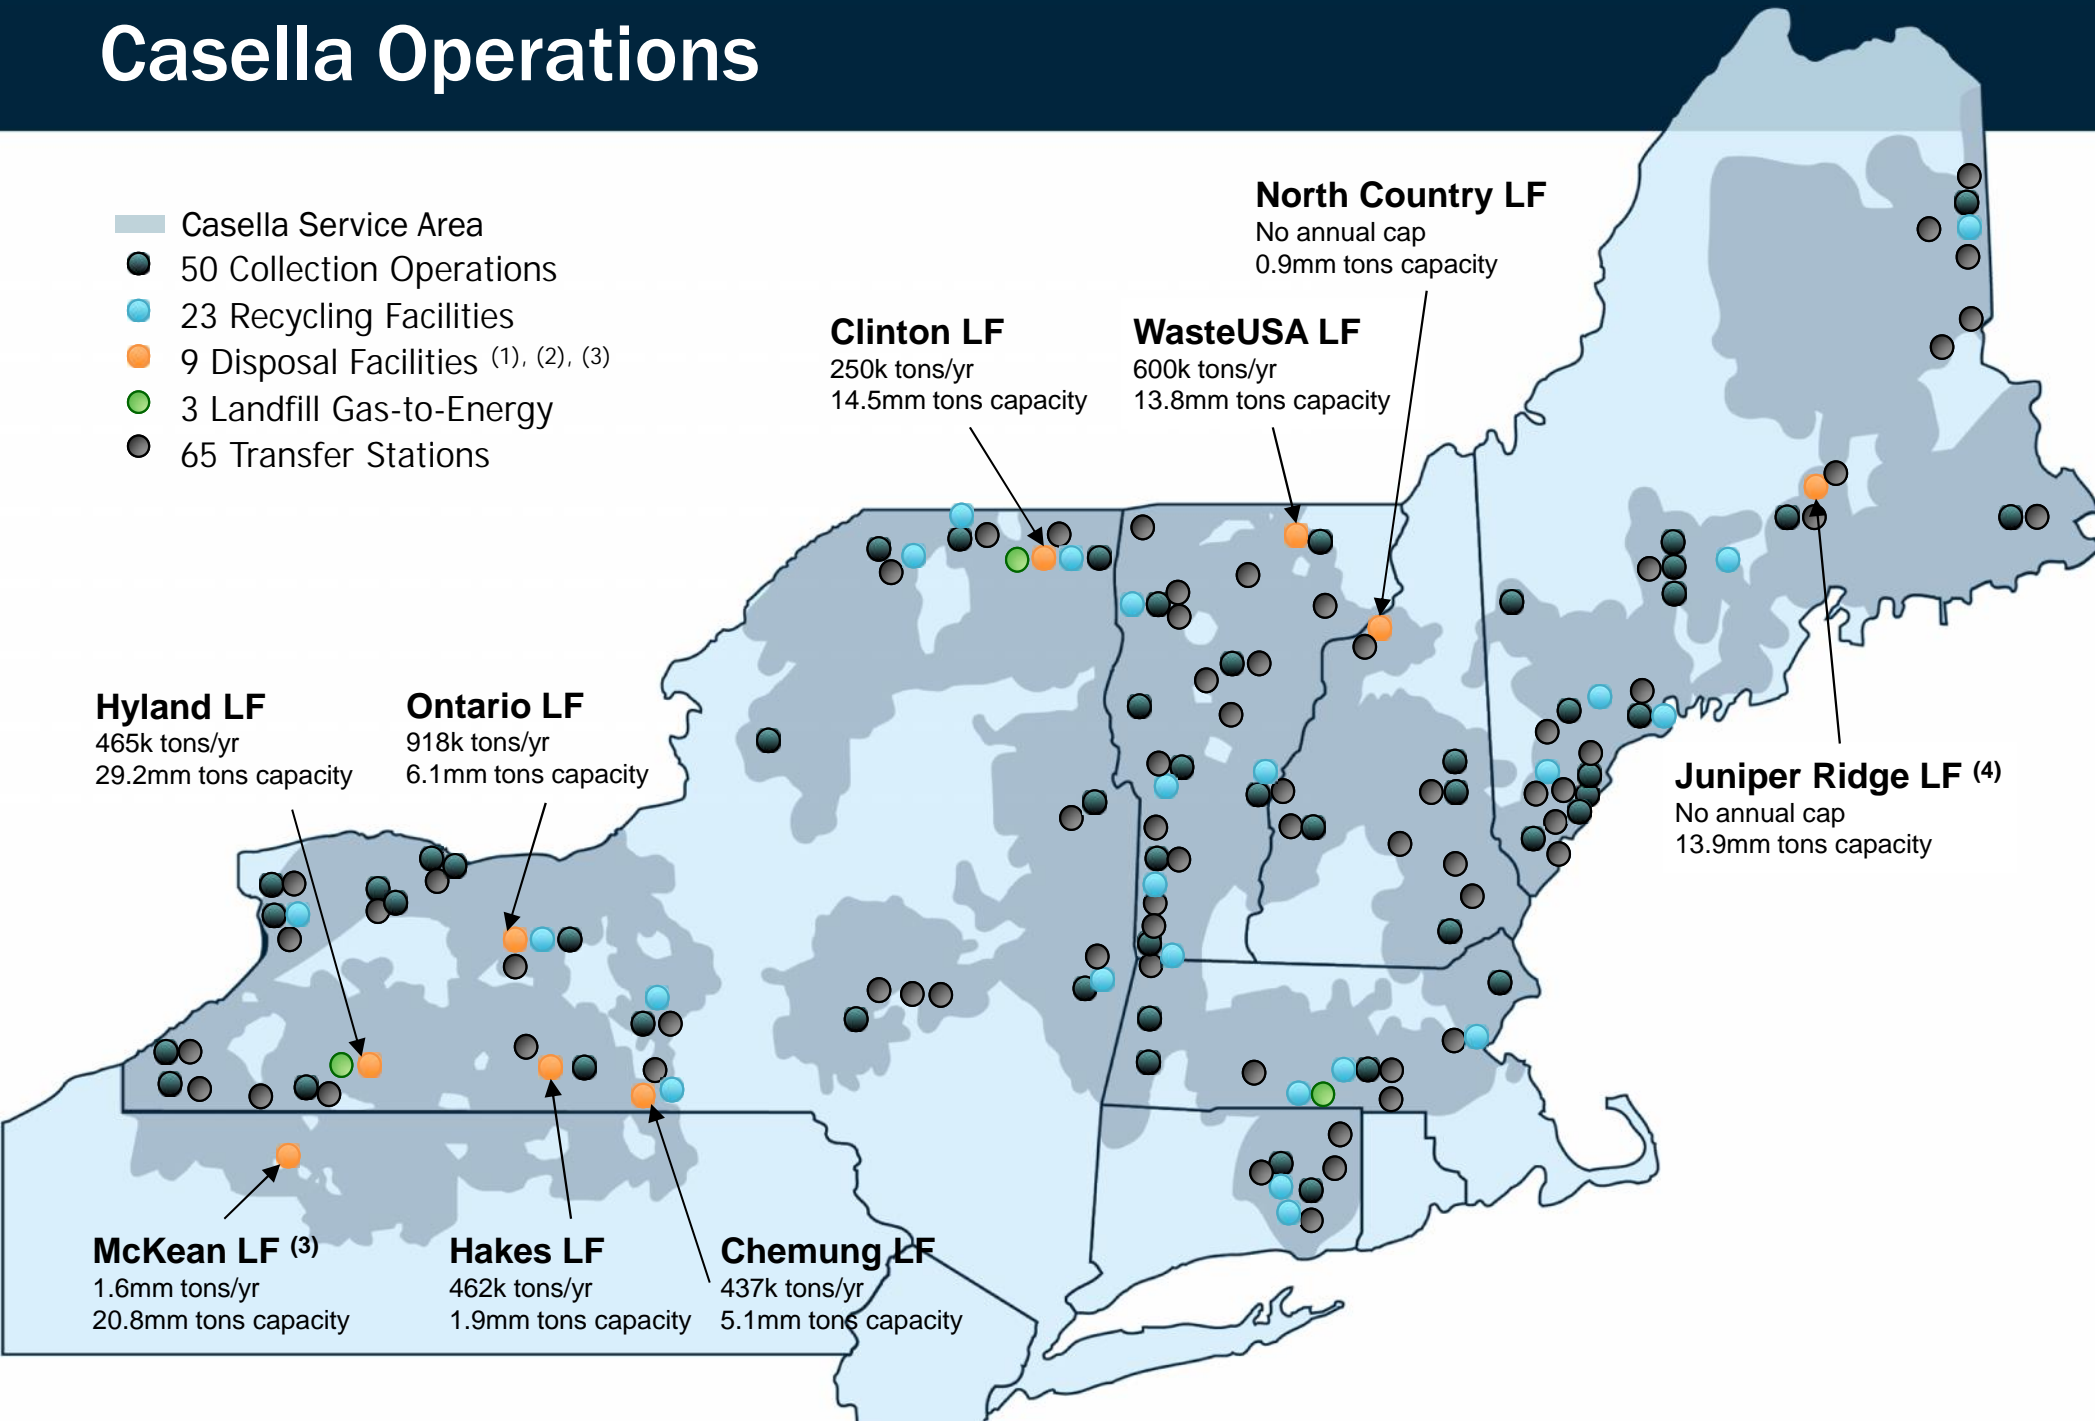 Casella Operations
Casella Service Area
50 Collection Operations
23 Recycling Facilities
9 Disposal Facilities (1), (2), (3)
3 Landfill Gas-to-Energy
65 Transfer Stations
North Country LF
No annual cap
0.9mm tons capacity
Clinton LF
250k tons/yr
14.5mm tons capacity
WasteUSA LF
600k tons/yr
13.8mm tons capacity
Hyland LF
465k tons/yr
29.2mm tons capacity
Ontario LF
918k tons/yr
6.1mm tons capacity
Juniper Ridge LF (4)
No annual cap
13.9mm tons capacity
McKean LF (3)
1.6mm tons/yr
20.8mm tons capacity
Hakes LF
462k tons/yr
1.9mm tons capacity
Chemung LF
437k tons/yr
5.1mm tons capacity